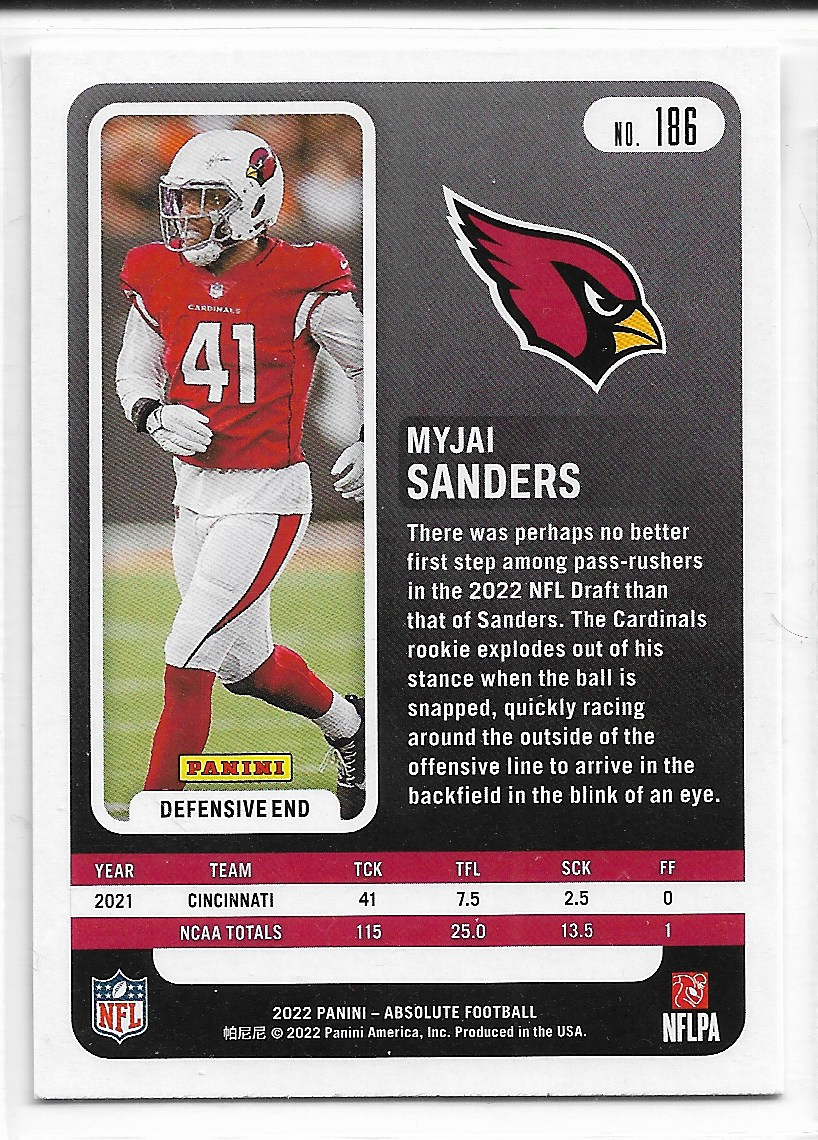 NO. 186
CARDINALS
41
41
PANINI
DEFENSIVE END
MYJAI
SANDERS
There was perhaps no better
first step among pass-rushers
in the 2022 NFL Draft than
that of Sanders. The Cardinals
rookie explodes out of his
stance when the ball is
snapped, quickly racing
around the outside of the
offensive line to arrive in the
backfield in the blink of an eye.
YEAR TEAM TCK TFL SCK FF
2021 CINCINNATI 41 7.5 2.5 0
NCAA TOTALS 115 25.0 13.5 1
NFL
2022 PANINI – ABSOLUTE FOOTBALL
帕尼尼 © 2022 Panini America, Inc. Produced in the USA.
NFLPA